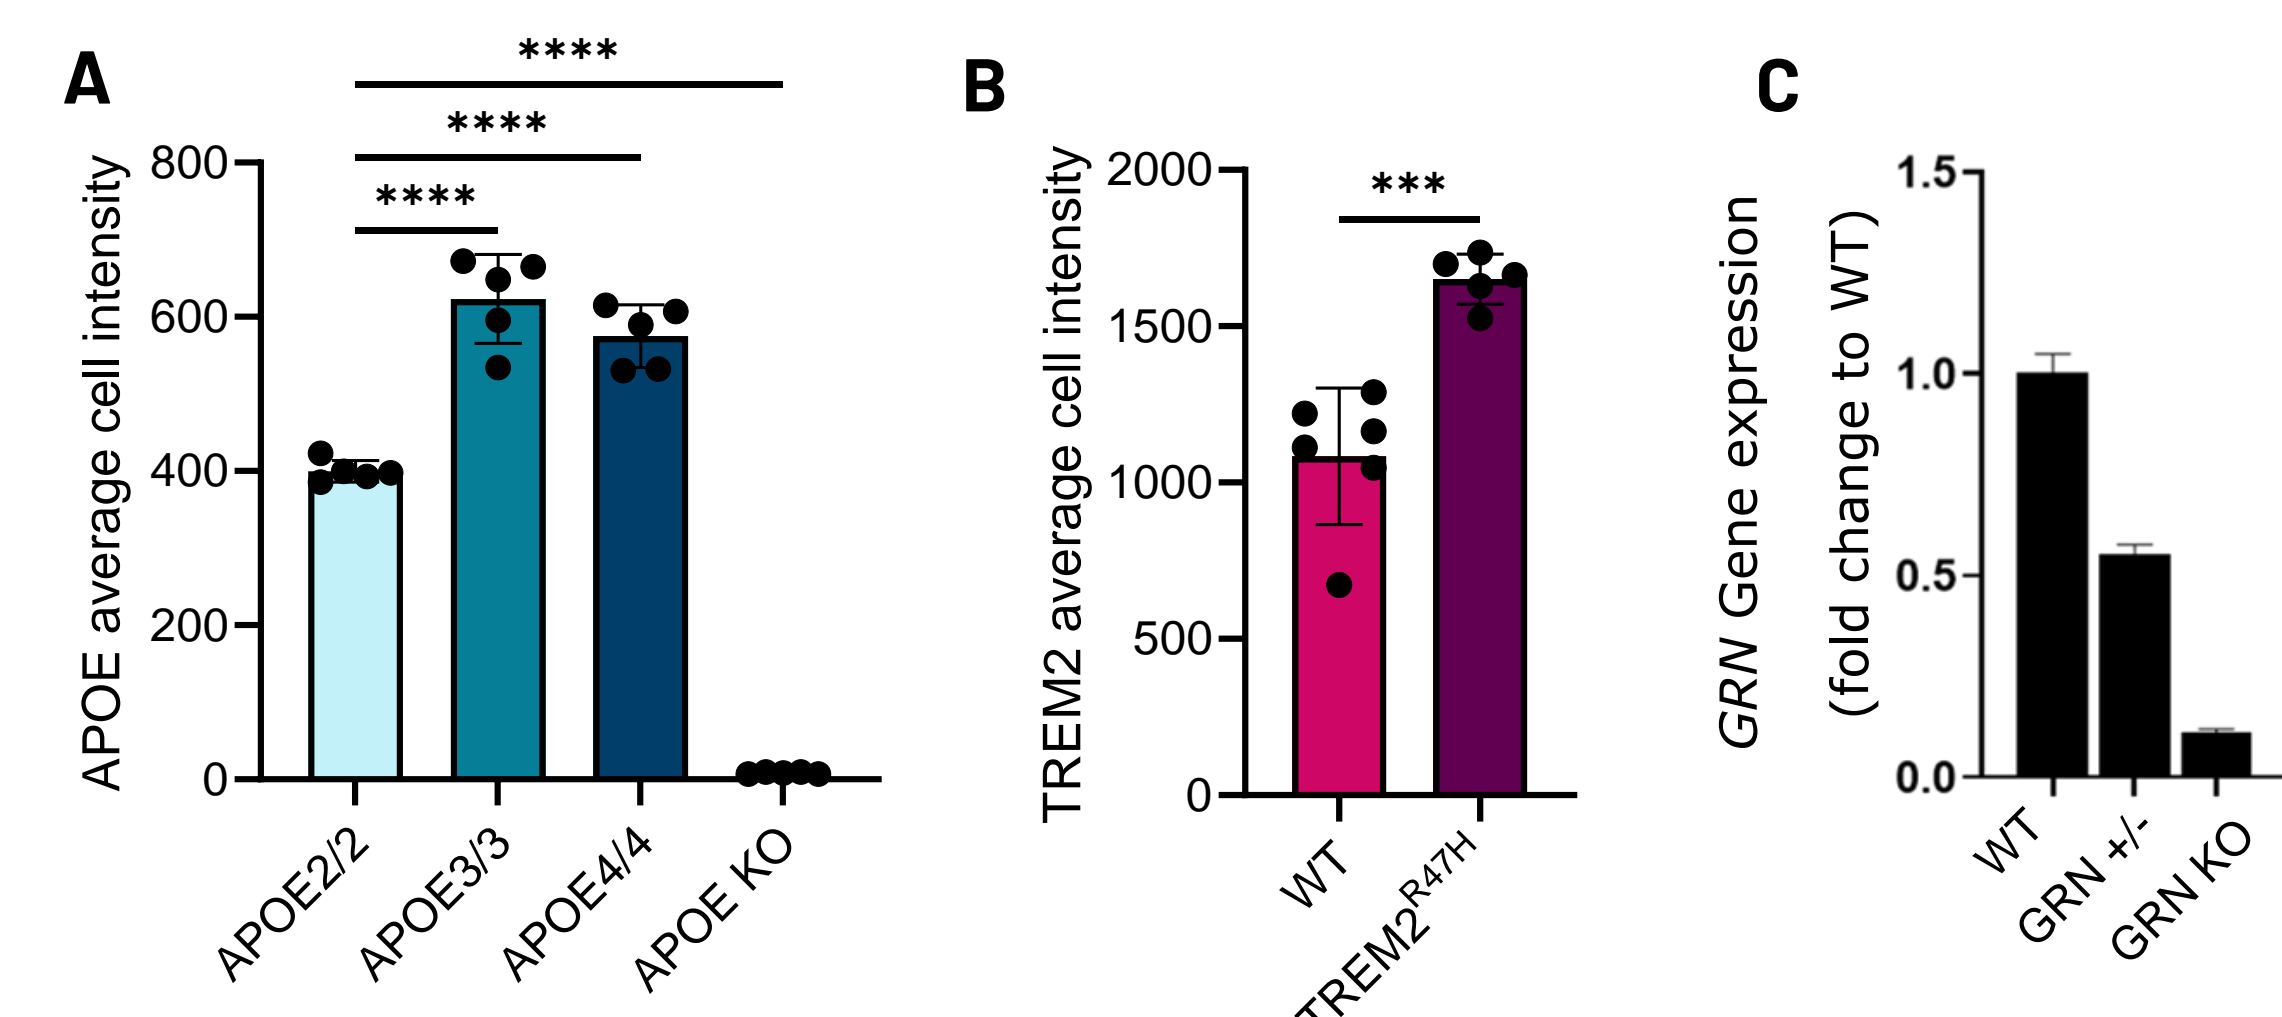 A
****
****
****
APOE average cell intensity
800
600
400
200
0
APOE2/2
APOE3/3
APOE4/4
APOE KO
B
***
TREM2 average cell intensity
2000
1500
1000
500
0
WT
TREM2R47H
C
GRN Gene expression
(fold change to WT)
1.5
1.0
0.5
0.0
WT
GRN +/-
GRN KO